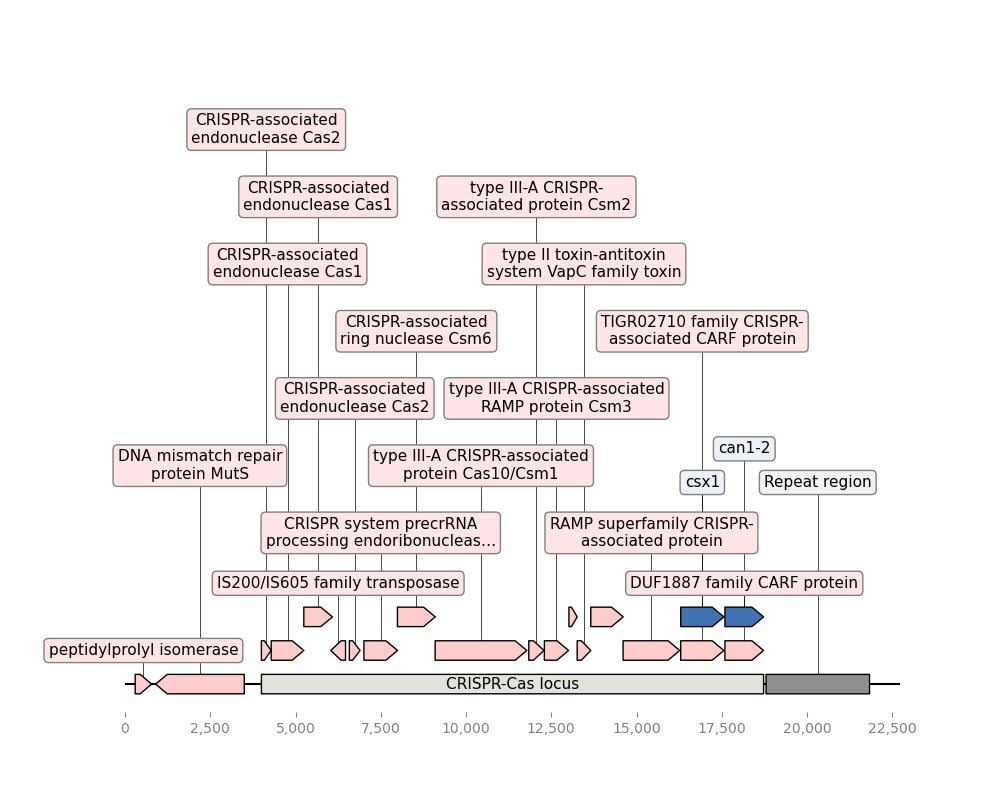 CRISPR-associated
endonuclease Cas2
CRISPR-associated
endonuclease Cas1
type III-A CRISPR-
associated protein Csm2
CRISPR-associated
endonuclease Cas1
type II toxin-antitoxin
system VapC family toxin
CRISPR-associated
ring nuclease Csm6
TIGR02710 family CRISPR-
associated CARF protein
CRISPR-associated
endonuclease Cas2
type III-A CRISPR-associated
RAMP protein Csm3
can1-2
DNA mismatch repair
protein MutS
type III-A CRISPR-associated
protein Cas10/Csm1
csx1
Repeat region
CRISPR system precrRNA
processing endoribonucleas…
RAMP superfamily CRISPR-
associated protein
IS200/IS605 family transposase
DUF1887 family CARF protein
peptidylprolyl isomerase
CRISPR-Cas locus
0
2,500
5,000
7,500
10,000
12,500
15,000
17,500
20,000
22,500